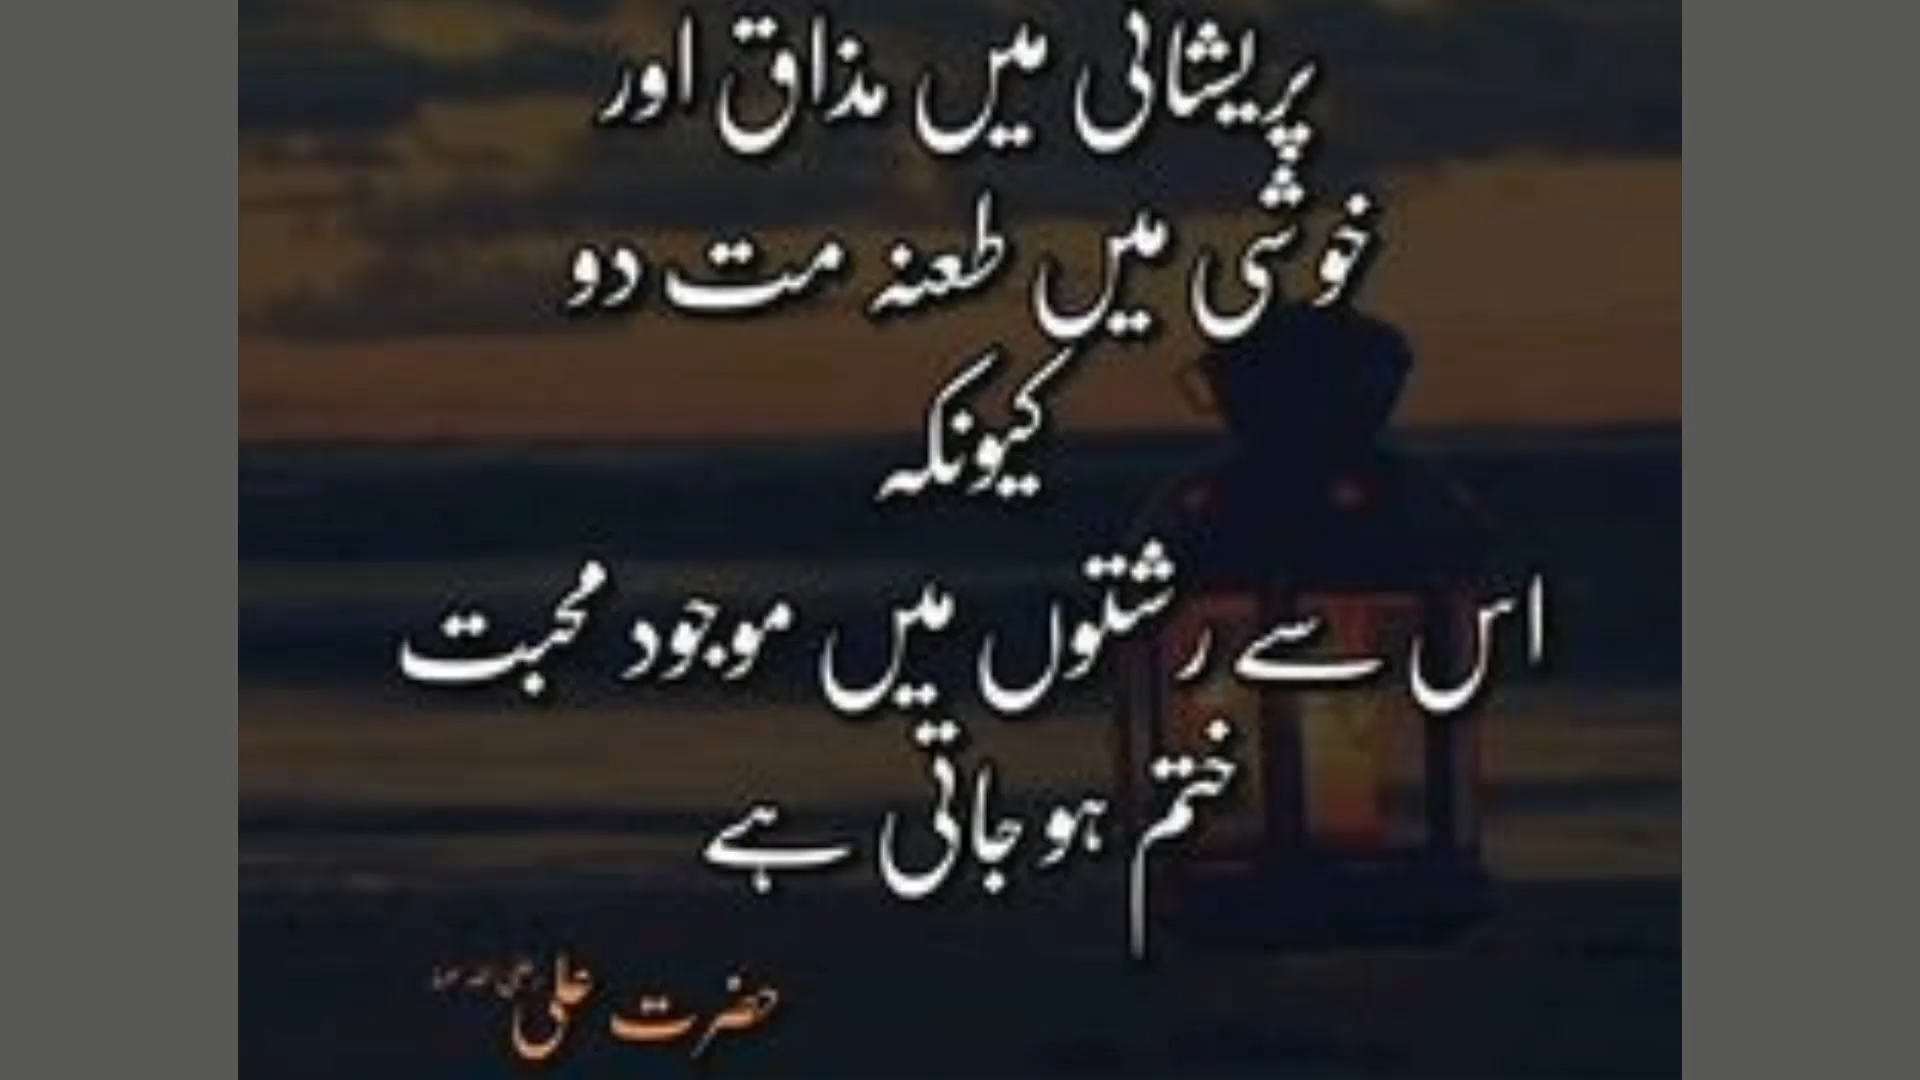 پریشانی میں مذاق اور
خوشی میں طعنہ مت دو
کیونکہ
اس سے رشتوں میں موجود محبت
ختم ہو جاتی ہے
حضرت علی